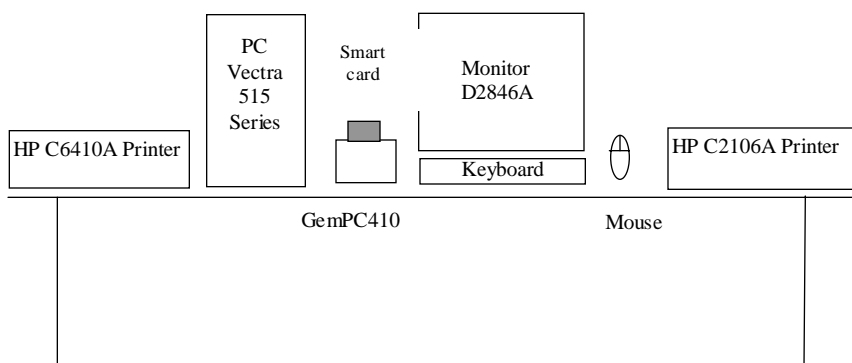 PC
Vectra
515
Series
Smart
card
Monitor
D2846A
HP C6410A Printer
Keyboard
HP C2106A Printer
GemPC410
Mouse